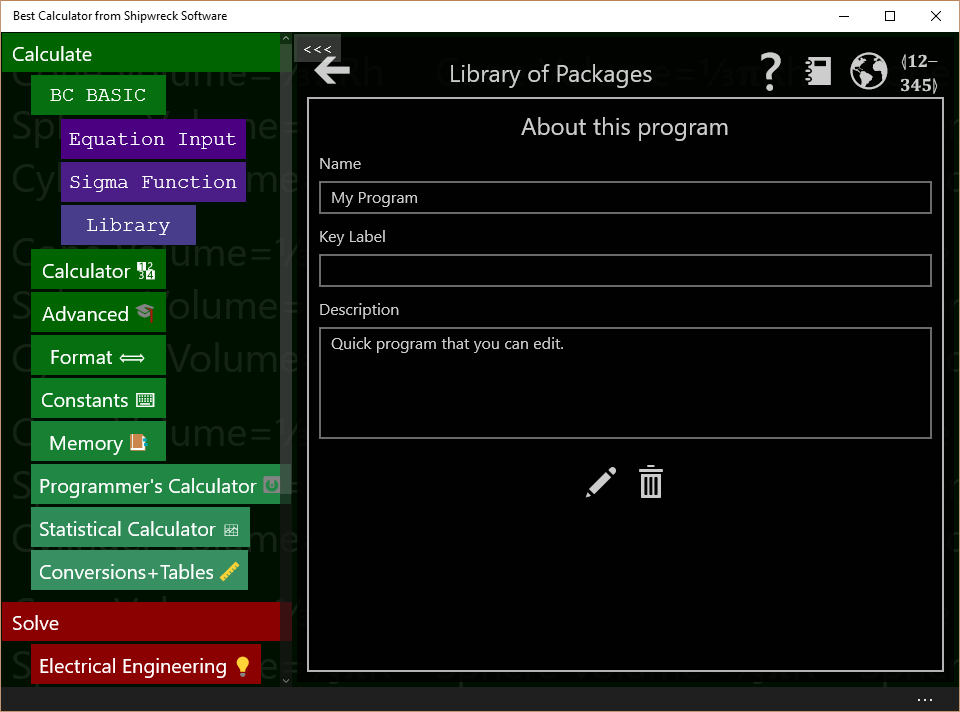 Best Calculator from Shipwreck Software
Calculate
BC BASIC
Equation Input
Sigma Function
Library
Calculator
Advanced
Format
Constants
Memory
Programmer's Calculator
Statistical Calculator
Conversions+Tables
Solve
Electrical Engineering
<<<
Library of Packages
?
(12–
345)
About this program
Name
My Program
Key Label
Description
Quick program that you can edit.
...